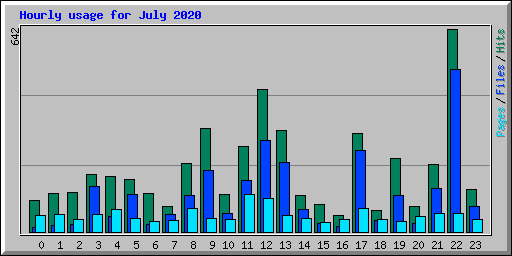 Hourly usage for July 2020
642
Pages / Files / Hits
0 1 2 3 4 5 6 7 8 9 10 11 12 13 14 15 16 17 18 19 20 21 22 23